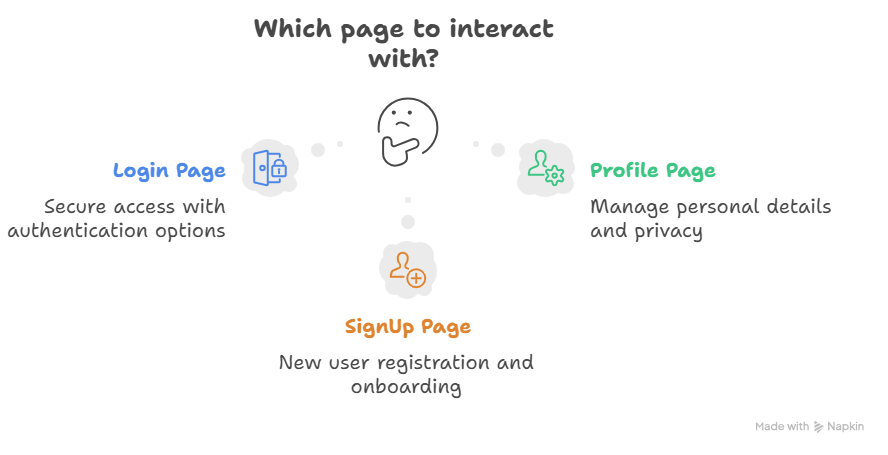 Which page to interact
with?
Login Page
Secure access with
authentication options
Profile Page
Manage personal details
and privacy
SignUp Page
New user registration and
onboarding
Made with Napkin